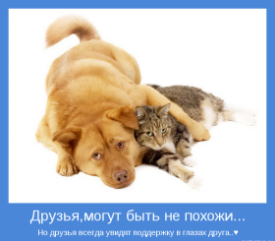 Друзья,могут быть не похожи...
Но друзья всегда увидят поддержку в глазах друга..♥